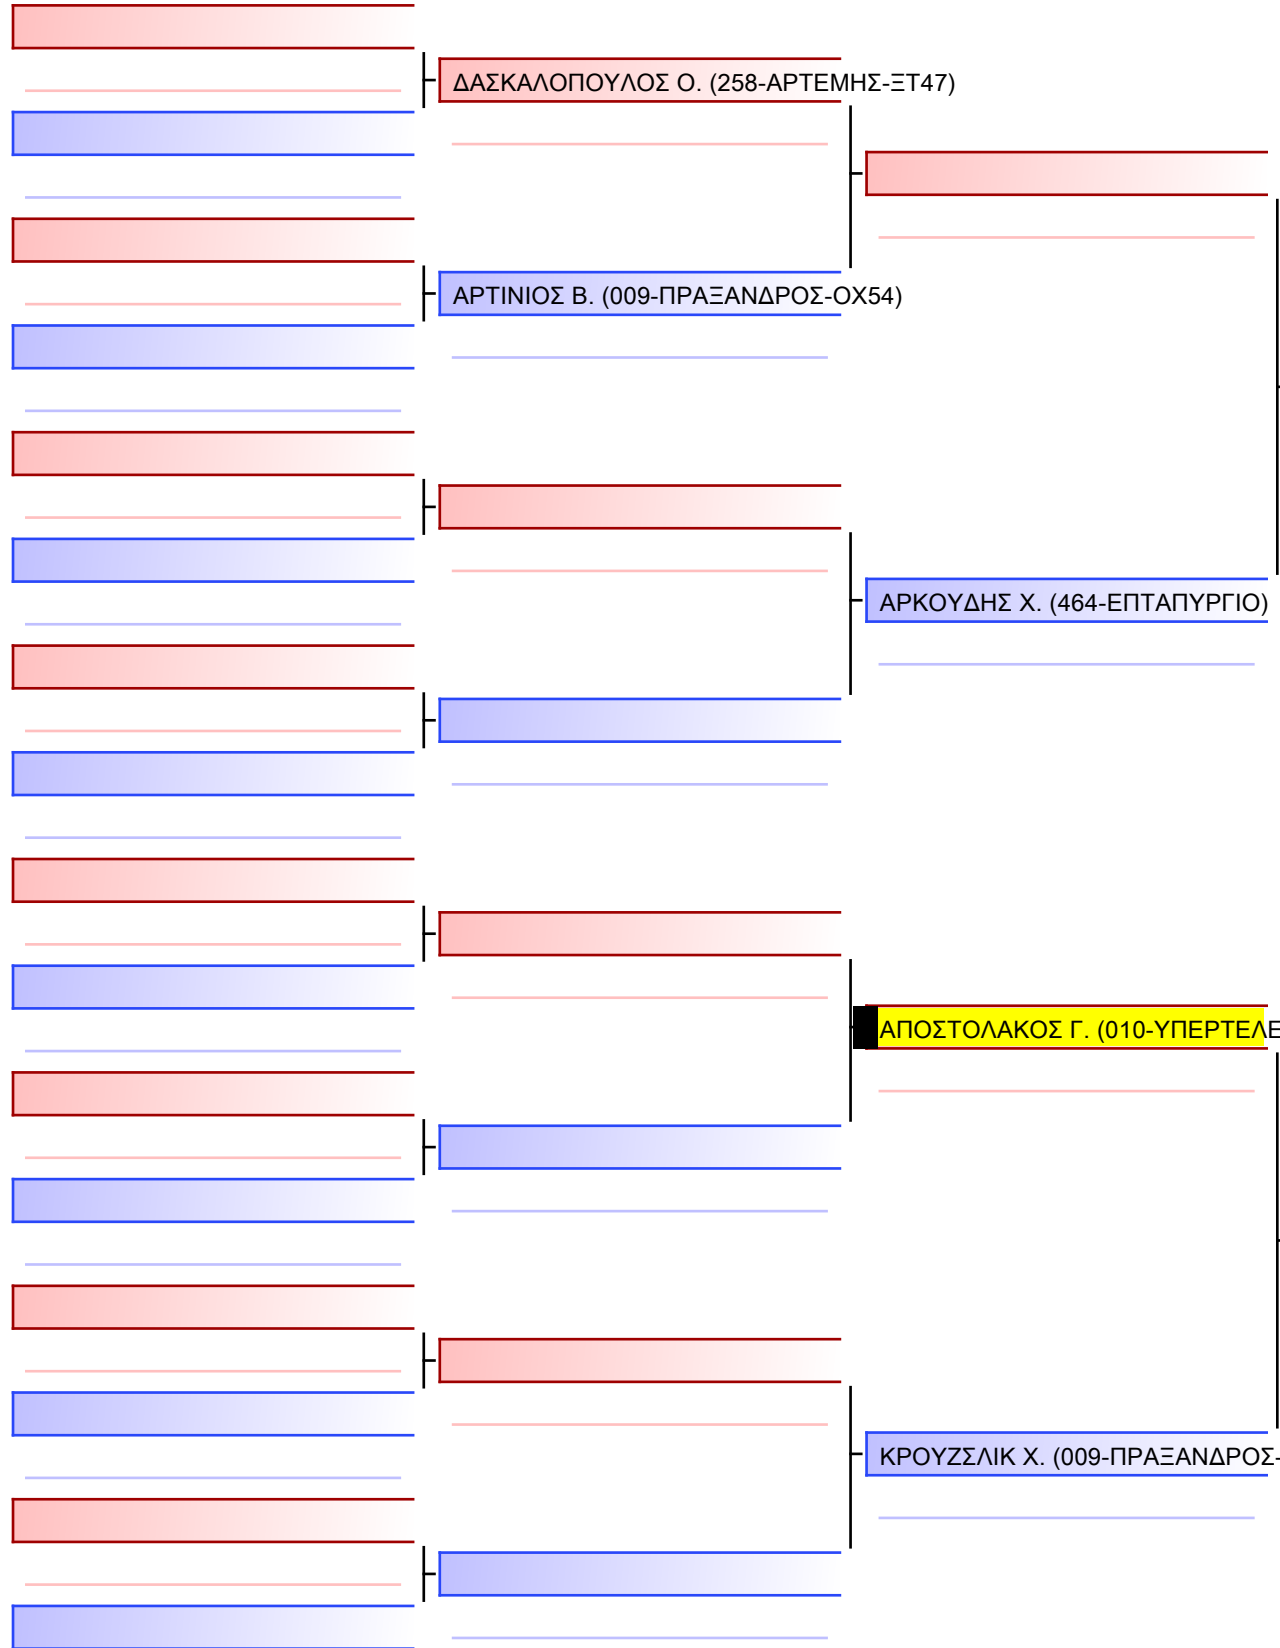 ΔΑΣΚΑΛΟΠΟΥΛΟΣ Ο. (258-ΑΡΤΕΜΗΣ-ΞΤ47)
ΑΡΤΙΝΙΟΣ Β. (009-ΠΡΑΞΑΝΔΡΟΣ-ΟΧ54)
ΑΡΚΟΥΔΗΣ Χ. (464-ΕΠΤΑΠΥΡΓΙΟ)
ΑΠΟΣΤΟΛΑΚΟΣ Γ. (010-ΥΠΕΡΤΕΛΕ
ΚΡΟΥΖΣΛΙΚ Χ. (009-ΠΡΑΞΑΝΔΡΟΣ-